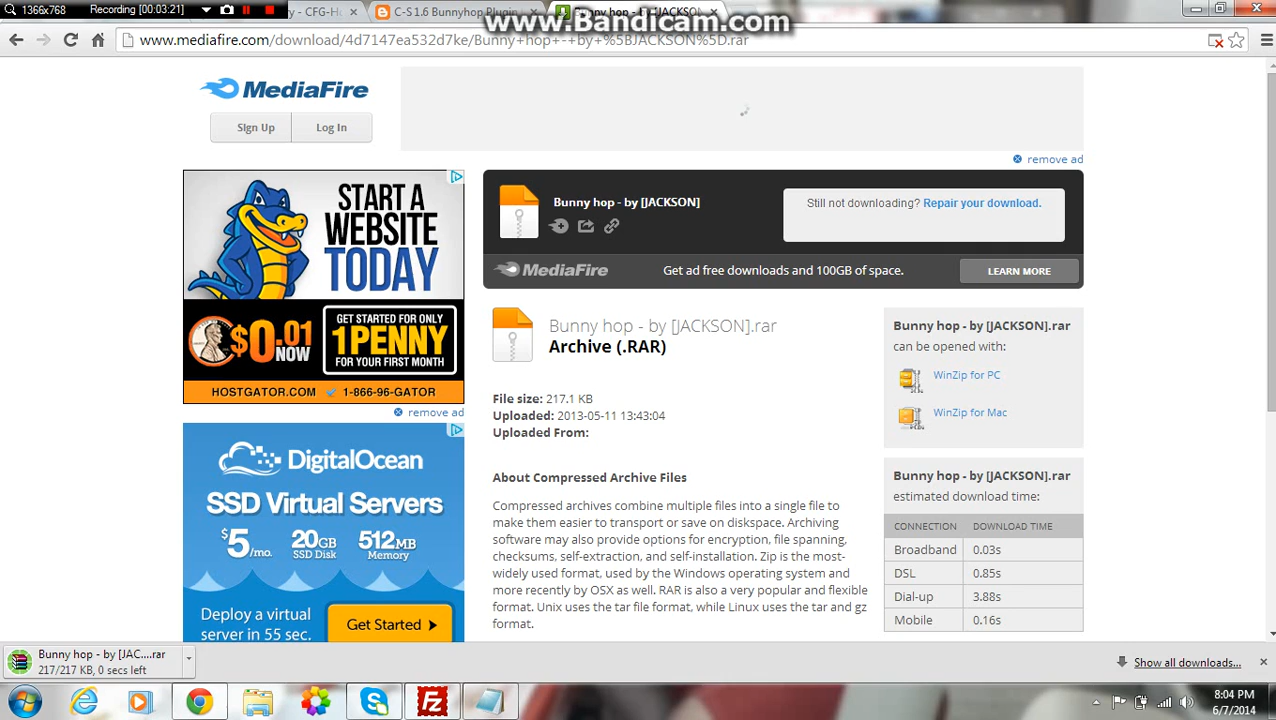 1366x768
Recording [00:03:21]
www.Bandicam.com
y - CFG-H
C-S 1.6 Bunnyhop Plugin
www.mediafire.com/download/4d7147ea532d7ke/Bunny+hop+-+by+%5BJACKSON%5D.rar
MediaFire
Sign Up
Log In
remove ad
START A
WEBSITE
TODAY
$0.01
NOW
GET STARTED FOR ONLY
1PENNY
FOR YOUR FIRST MONTH
HOSTGATOR.COM
1-866-96-GATOR
remove ad
DigitalOcean
SSD Virtual Servers
$5/mo.
20GB
SSD Disk
512MB
Memory
Deploy a virtual
server in 55 sec.
Get Started
Bunny hop - by [JACKSON]
Still not downloading? Repair your download.
MediaFire
Get ad free downloads and 100GB of space.
LEARN MORE
Bunny hop - by [JACKSON].rar
Archive (.RAR)
File size: 217.1 KB
Uploaded: 2013-05-11 13:43:04
Uploaded From:
About Compressed Archive Files
Compressed archives combine multiple files into a single file to
make them easier to transport or save on diskspace. Archiving
software may also provide options for encryption, file spanning,
checksums, self-extraction, and self-installation. Zip is the most-
widely used format, used by the Windows operating system and
more recently by OSX as well. RAR is also a very popular and flexible
format. Unix uses the tar file format, while Linux uses the tar and gz
format.
Bunny hop - by [JACKSON].rar
can be opened with:
WinZip for PC
WinZip for Mac
Bunny hop - by [JACKSON].rar
estimated download time:
CONNECTION DOWNLOAD TIME
Broadband 0.03s
DSL 0.85s
Dial-up 3.88s
Mobile 0.16s
Bunny hop - by [JAC....rar
217/217 KB, 0 secs left
Show all downloads...
8:04 PM
6/7/2014